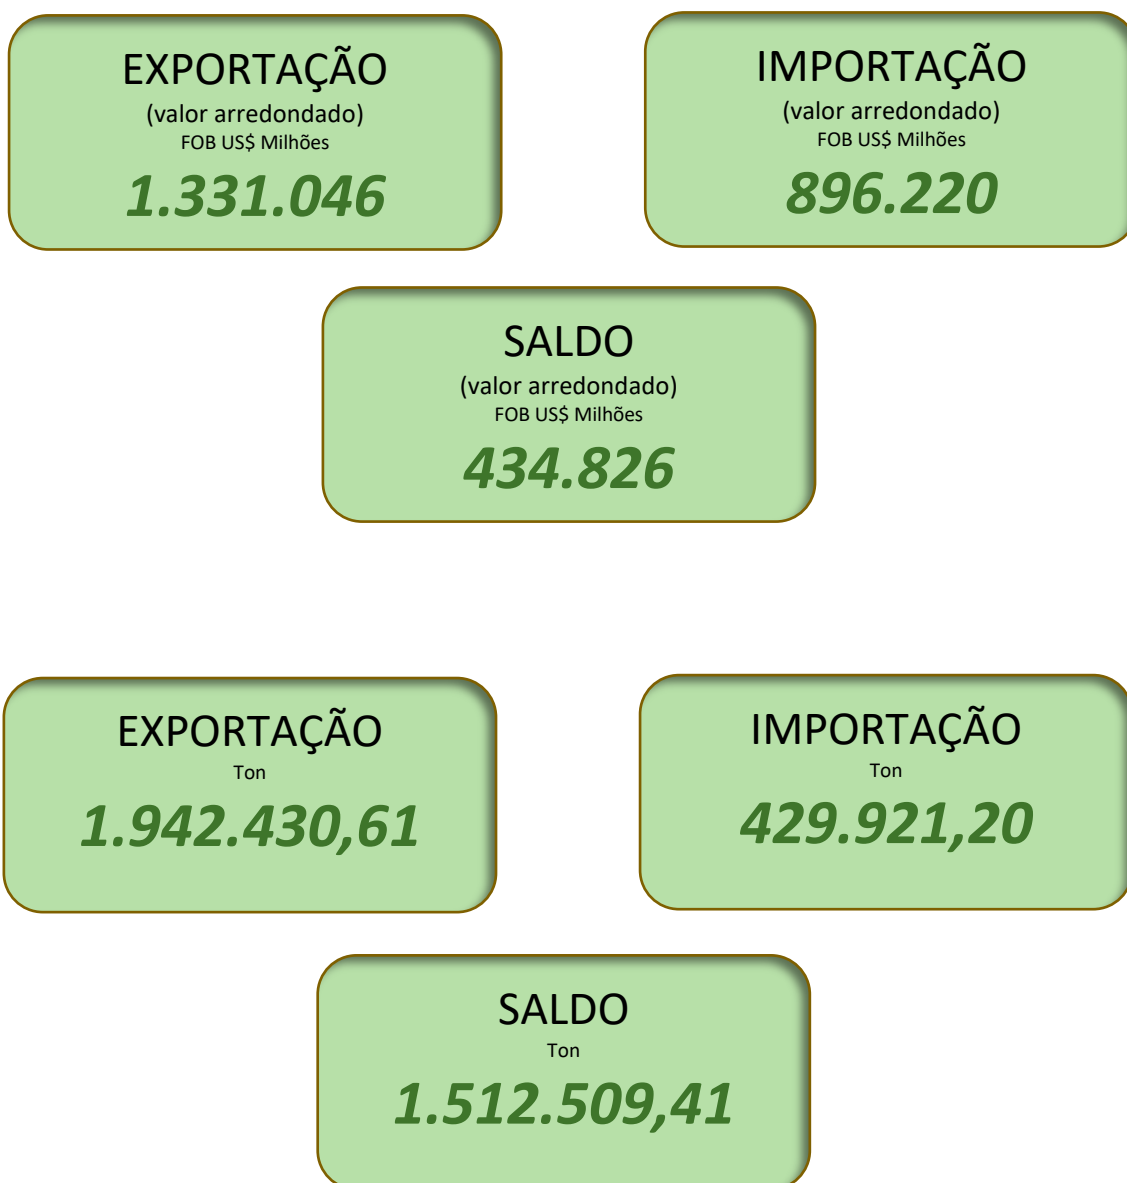 EXPORTAÇÃO
(valor arredondado)
FOB US$ Milhões
1.331.046
IMPORTAÇÃO
(valor arredondado)
FOB US$ Milhões
896.220
SALDO
(valor arredondado)
FOB US$ Milhões
434.826
EXPORTAÇÃO
Ton
1.942.430,61
IMPORTAÇÃO
Ton
429.921,20
SALDO
Ton
1.512.509,41